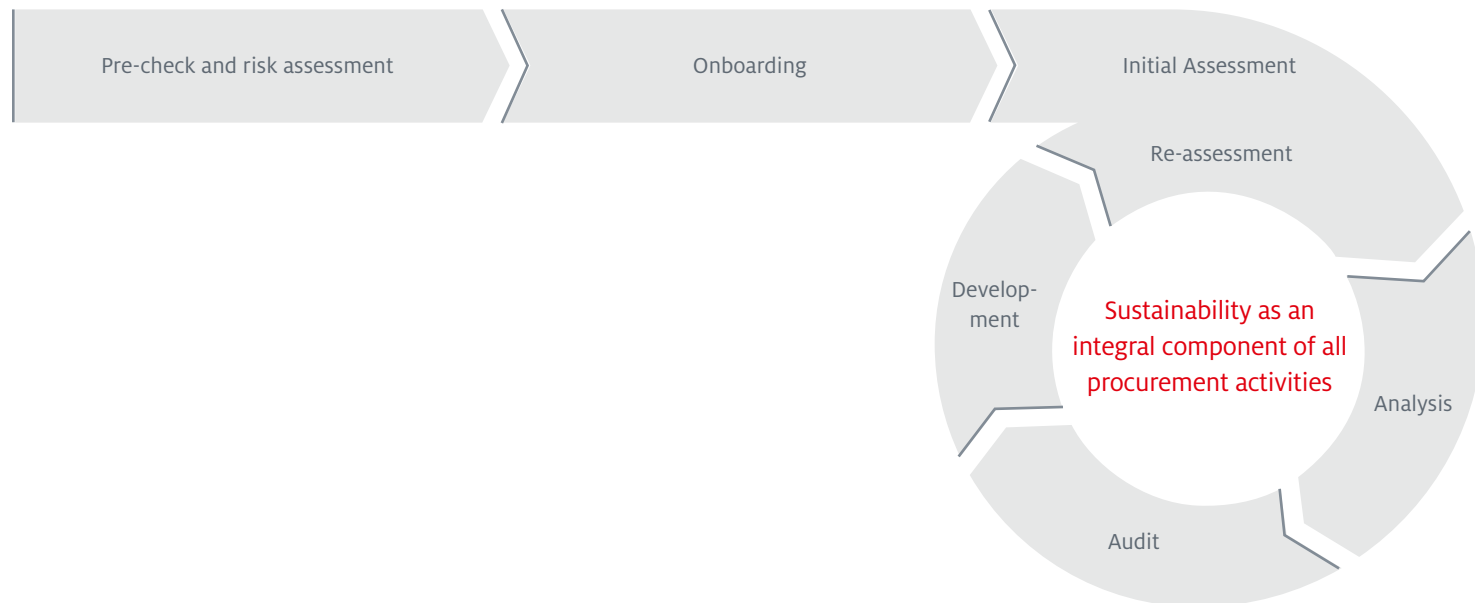 Pre-check and risk assessment
Onboarding
Initial Assessment
Re-assessment
Develop-
ment
Sustainability as an
integral component of all
procurement activities
Analysis
Audit